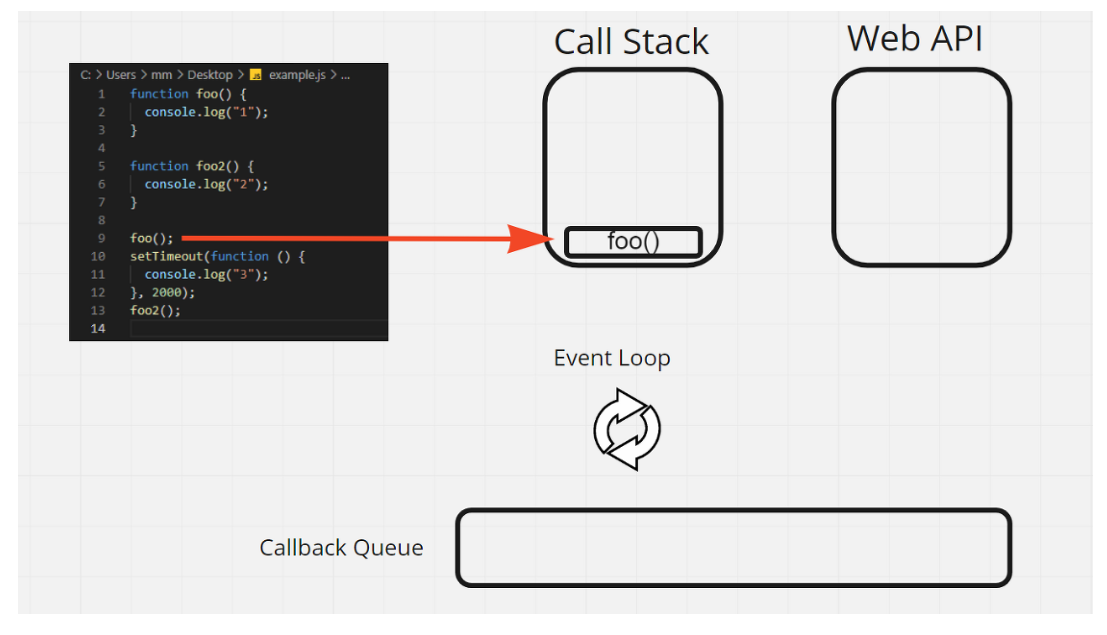 Call Stack
Web API
C: > Users > mm > Desktop > JS example.js > ...
1 function foo() {
2   console.log("1");
3 }
4
5 function foo2() {
6   console.log("2");
7 }
8
9 foo();
10 setTimeout(function () {
11   console.log("3");
12 }, 2000);
13 foo2();
14
foo()
Event Loop
Callback Queue